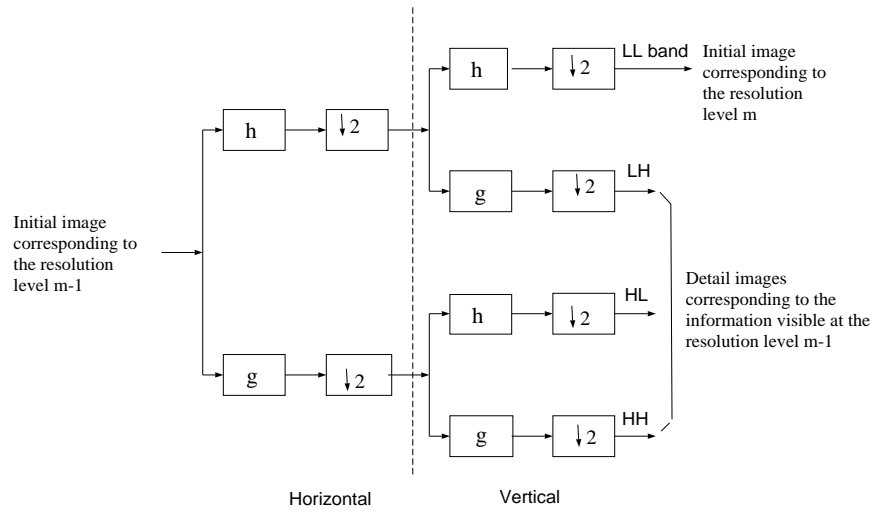 LL band
h
↓2
Initial image
corresponding to
the resolution
level m
h
↓2
g
↓2
LH
Initial image
corresponding to
the resolution
level m-1
h
↓2
HL
Detail images
corresponding to the
information visible at the
resolution level m-1
g
↓2
g
↓2
HH
Horizontal
Vertical